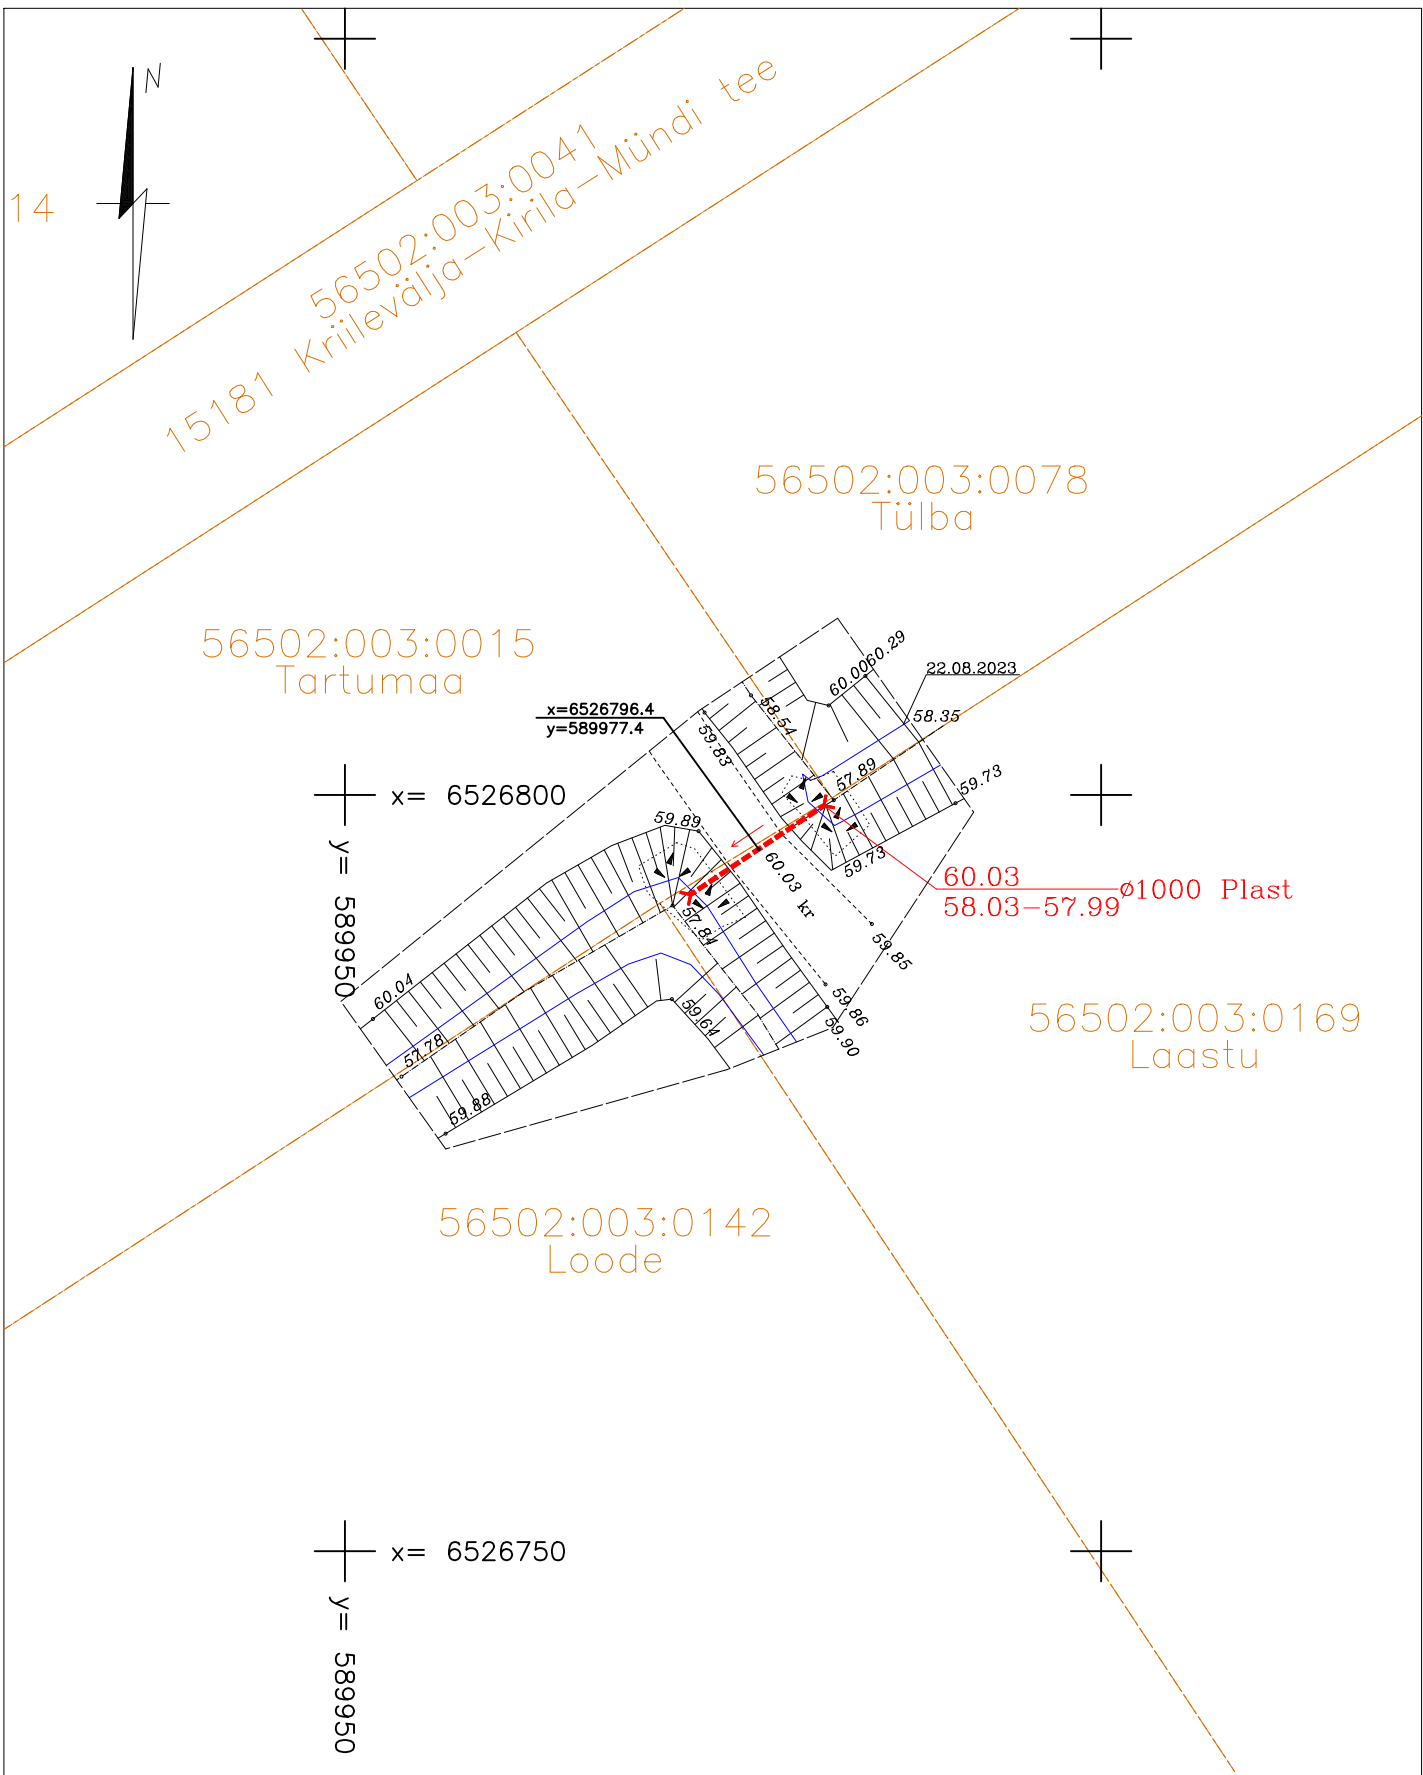 N
14
56502:003:0041
15181 Kriilevälja-Kirila-Mündi tee
56502:003:0078
Tülba
56502:003:0015
Tartumaa
60.00
60.29
22.08.2023
58.54
58.35
x=6526796.4
y=589977.4
59.83
57.89
59.73
x= 6526800
y= 589950
59.89
59.73
60.03 kr
60.03
58.03-57.99
ø1000 Plast
57.84
59.85
59.86
59.90
60.04
59.64
57.78
59.88
56502:003:0169
Laastu
56502:003:0142
Loode
x= 6526750
y= 589950